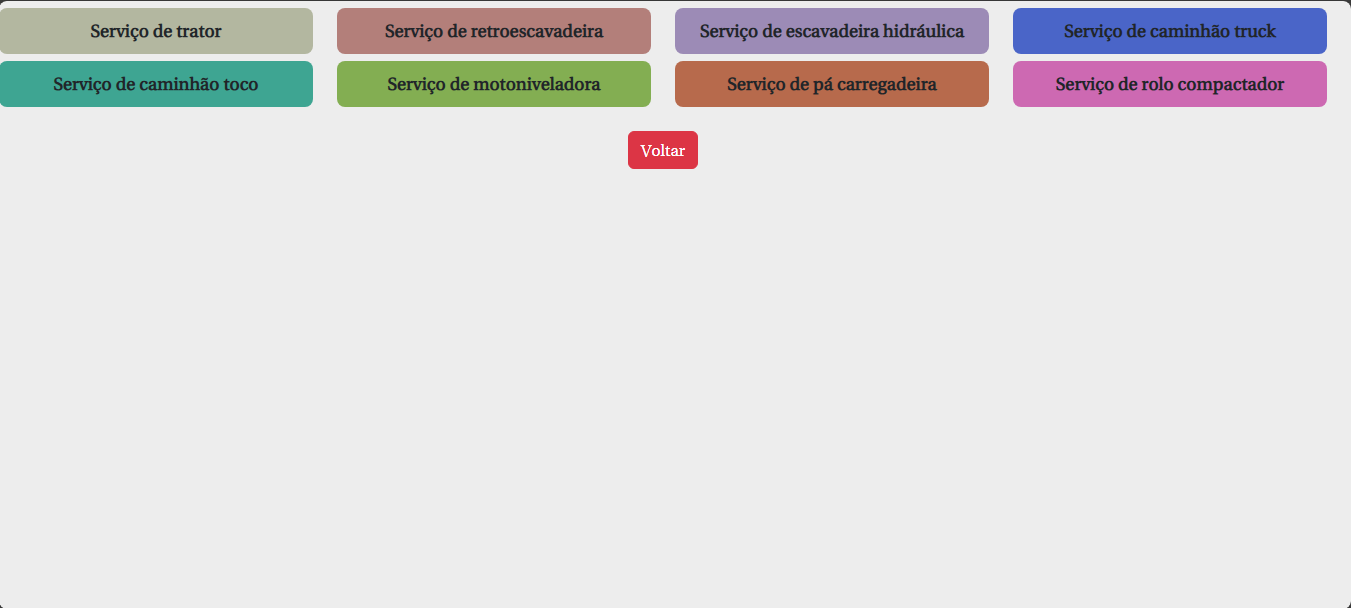 Serviço de trator
Serviço de retroescavadeira
Serviço de escavadeira hidráulica
Serviço de caminhão truck
Serviço de caminhão toco
Serviço de motoniveladora
Serviço de pá carregadeira
Serviço de rolo compactador
Voltar